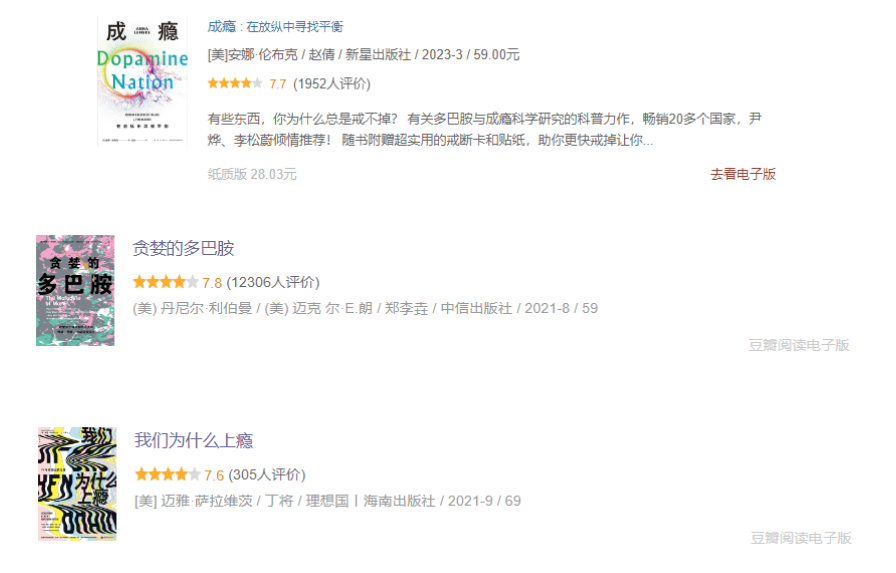 成瘾
Dopamine
Nation
成瘾 : 在放纵中寻找平衡
[美]安娜·伦布克 / 赵倩 / 新星出版社 / 2023-3 / 59.00元
7.7 (1952人评价)
有些东西，你为什么总是戒不掉？ 有关多巴胺与成瘾科学研究的科普力作，畅销20多个国家，尹
烨、李松蔚倾情推荐！ 随书附赠超实用的戒断卡和贴纸，助你更快戒掉让你...
纸质版 28.03元
去看电子版
贪婪的
多巴胺
贪婪的多巴胺
7.8 (12306人评价)
(美) 丹尼尔·利伯曼 / (美) 迈克 尔·E.朗 / 郑李垚 / 中信出版社 / 2021-8 / 59
豆瓣阅读电子版
我们
为什么
上瘾
我们为什么上瘾
7.6 (305人评价)
[美] 迈雅·萨拉维茨 / 丁将 / 理想国丨海南出版社 / 2021-9 / 69
豆瓣阅读电子版